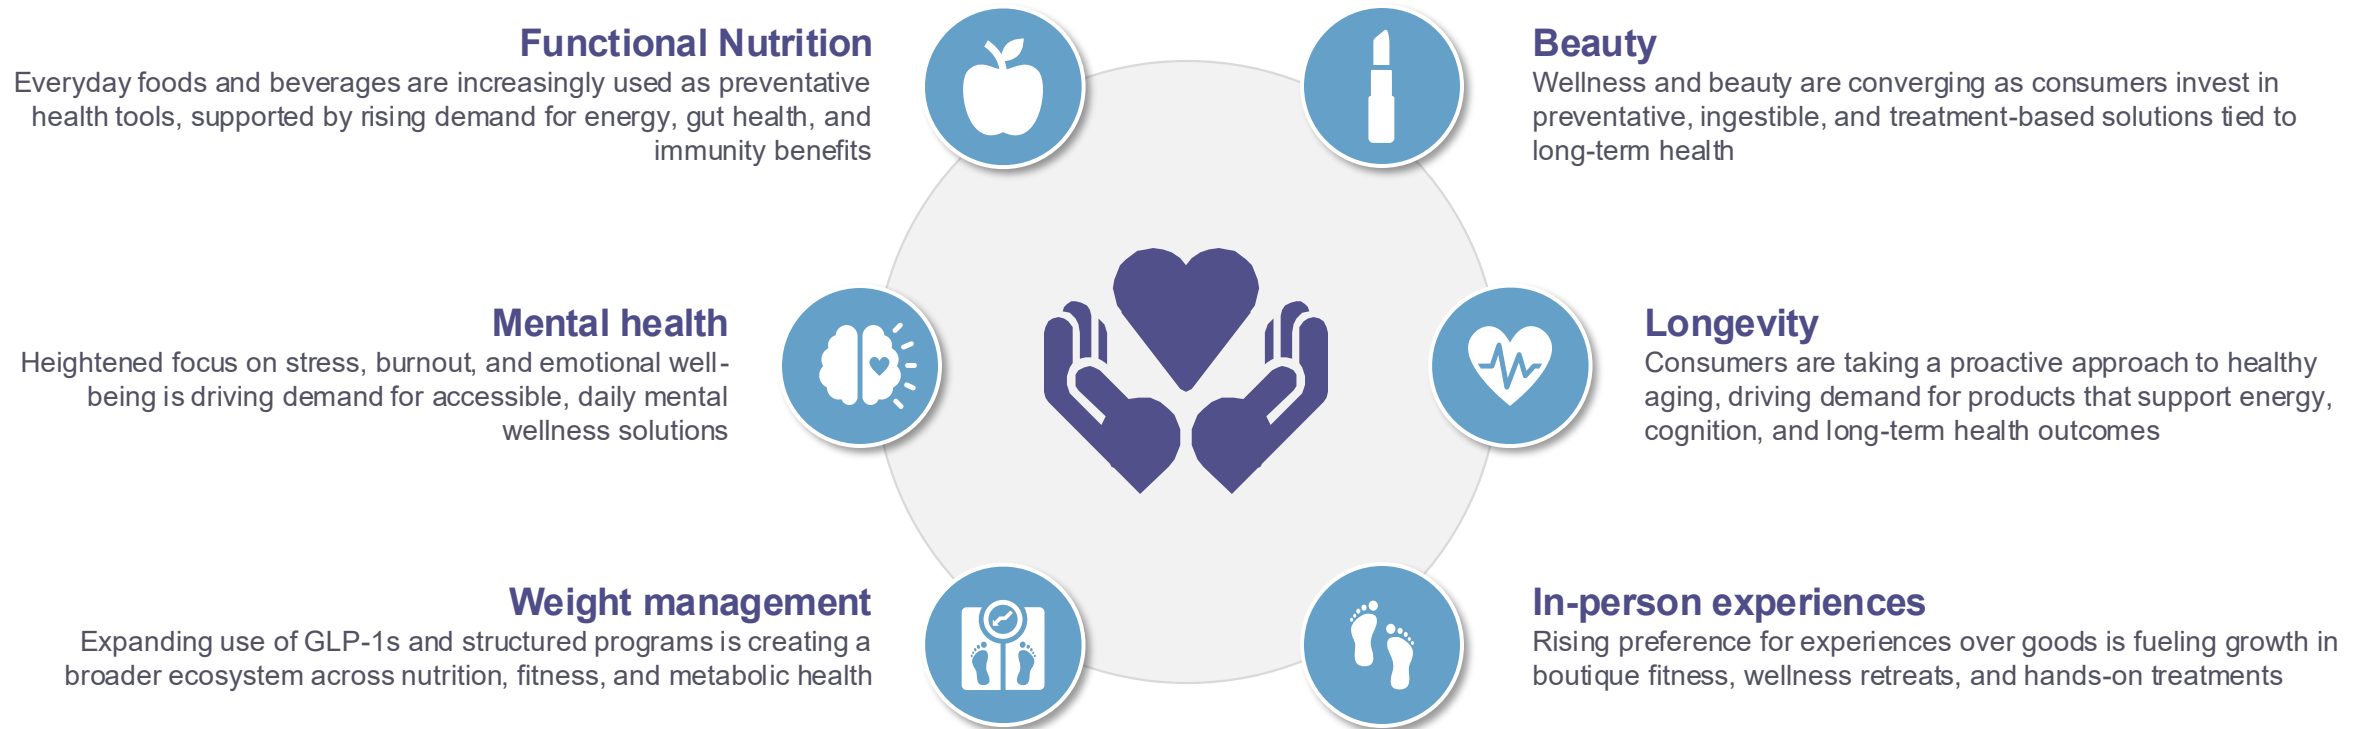 Functional Nutrition
Everyday foods and beverages are increasingly used as preventative
health tools, supported by rising demand for energy, gut health, and
immunity benefits
Beauty
Wellness and beauty are converging as consumers invest in
preventative, ingestible, and treatment-based solutions tied to
long-term health
Mental health
Heightened focus on stress, burnout, and emotional well-
being is driving demand for accessible, daily mental
wellness solutions
Longevity
Consumers are taking a proactive approach to healthy
aging, driving demand for products that support energy,
cognition, and long-term health outcomes
Weight management
Expanding use of GLP-1s and structured programs is creating a
broader ecosystem across nutrition, fitness, and metabolic health
In-person experiences
Rising preference for experiences over goods is fueling growth in
boutique fitness, wellness retreats, and hands-on treatments